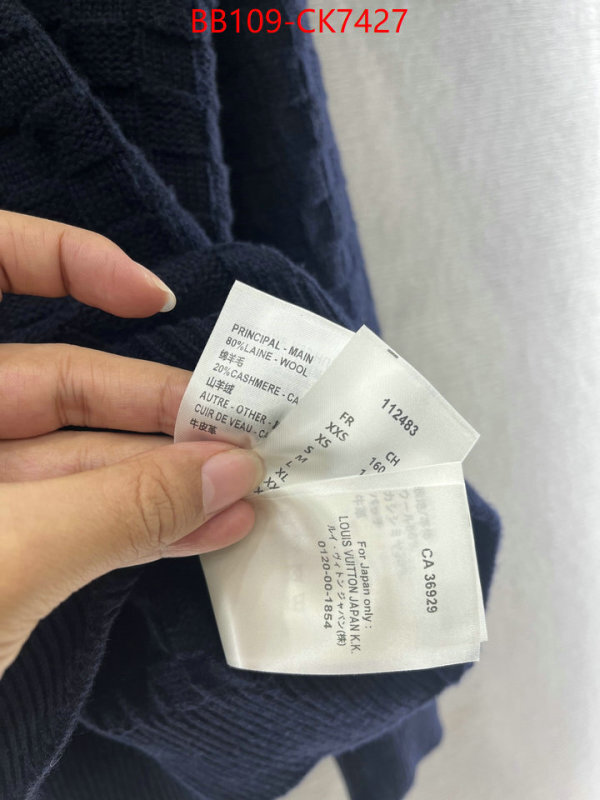 BB109-CK7427
PRINCIPAL - MAIN
80%LAINE - WOOL
绵羊毛
20%CASHMERE - CA
山羊绒
AUTRE - OTHER -
CUIR DE VEAU - CA
牛皮革
112483
FR
CH
XXS
160
XS
S
M
L
XL
CA 36929
For Japan only :
LOUIS VUITTON JAPAN K.K.
ルイ・ヴィトン ジャパン(株)
0120-00-1854